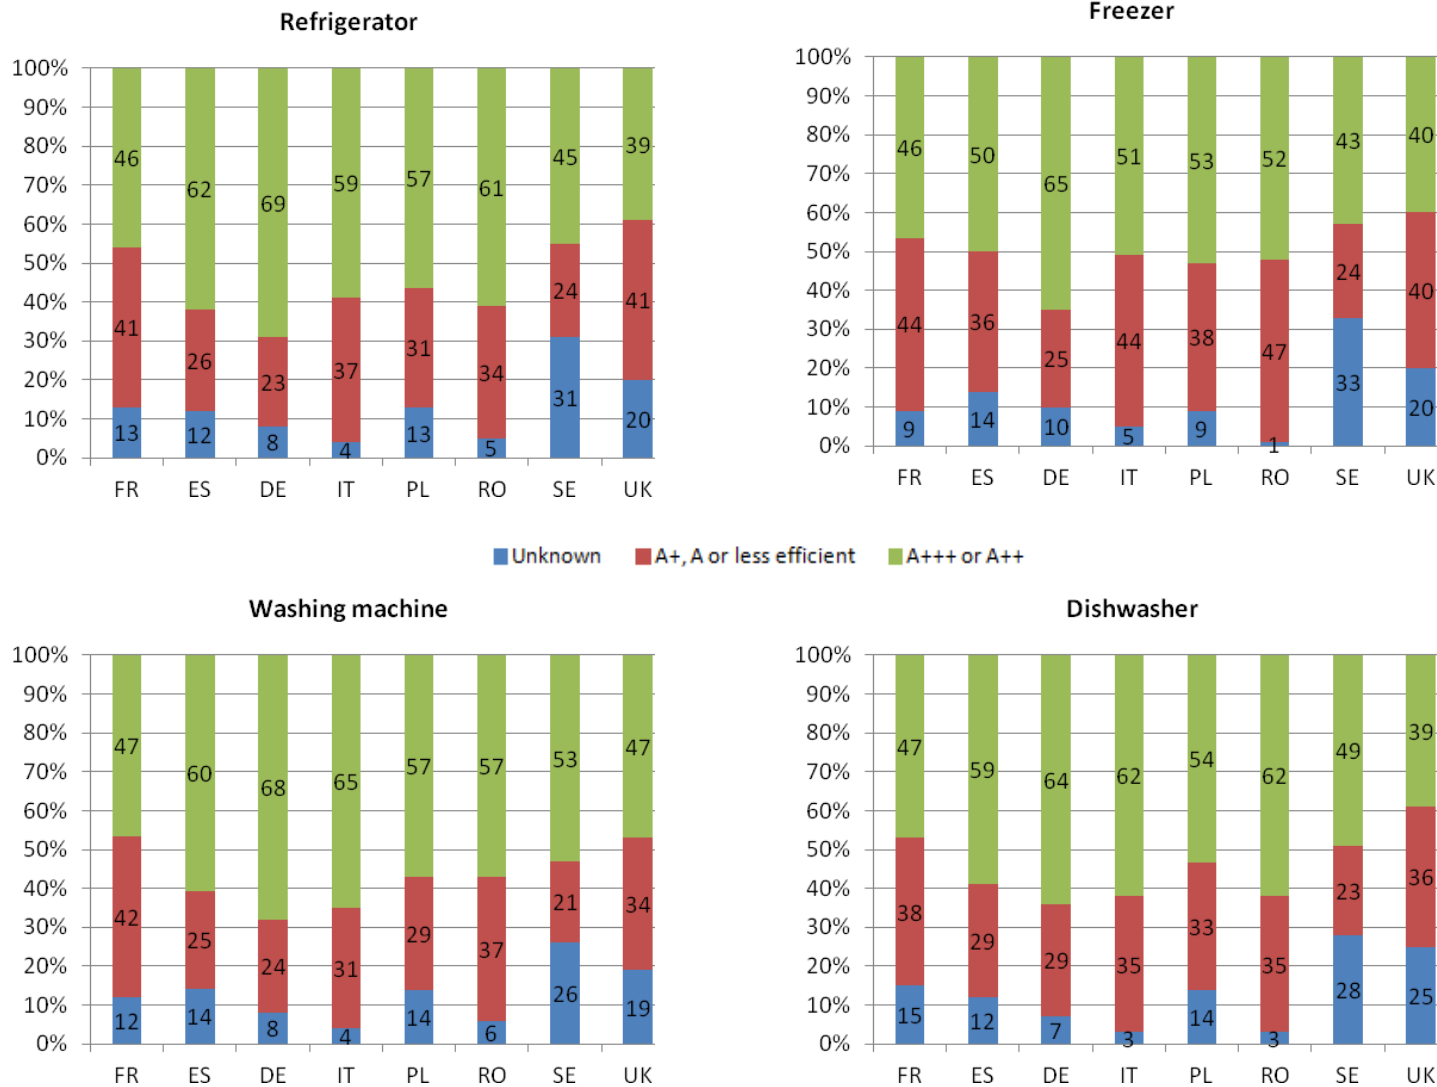 Refrigerator
100%
90%
80%
70%
60%
50%
40%
30%
20%
10%
0%
46 62 69 59 57 61 45 39
41 26 23 37 31 34 24 41
13 12 8 4 13 5 31 20
FR ES DE IT PL RO SE UK
Freezer
100%
90%
80%
70%
60%
50%
40%
30%
20%
10%
0%
46 50 65 51 53 52 43 40
44 36 25 44 38 47 24 40
9 14 10 5 9 1 33 20
FR ES DE IT PL RO SE UK
Unknown A+, A or less efficient A+++ or A++
Washing machine
100%
90%
80%
70%
60%
50%
40%
30%
20%
10%
0%
47 60 68 65 57 57 53 47
42 25 24 31 29 37 21 34
12 14 8 4 14 6 26 19
FR ES DE IT PL RO SE UK
Dishwasher
100%
90%
80%
70%
60%
50%
40%
30%
20%
10%
0%
47 59 64 62 54 62 49 39
38 29 29 35 33 35 23 36
15 12 7 3 14 3 28 25
FR ES DE IT PL RO SE UK